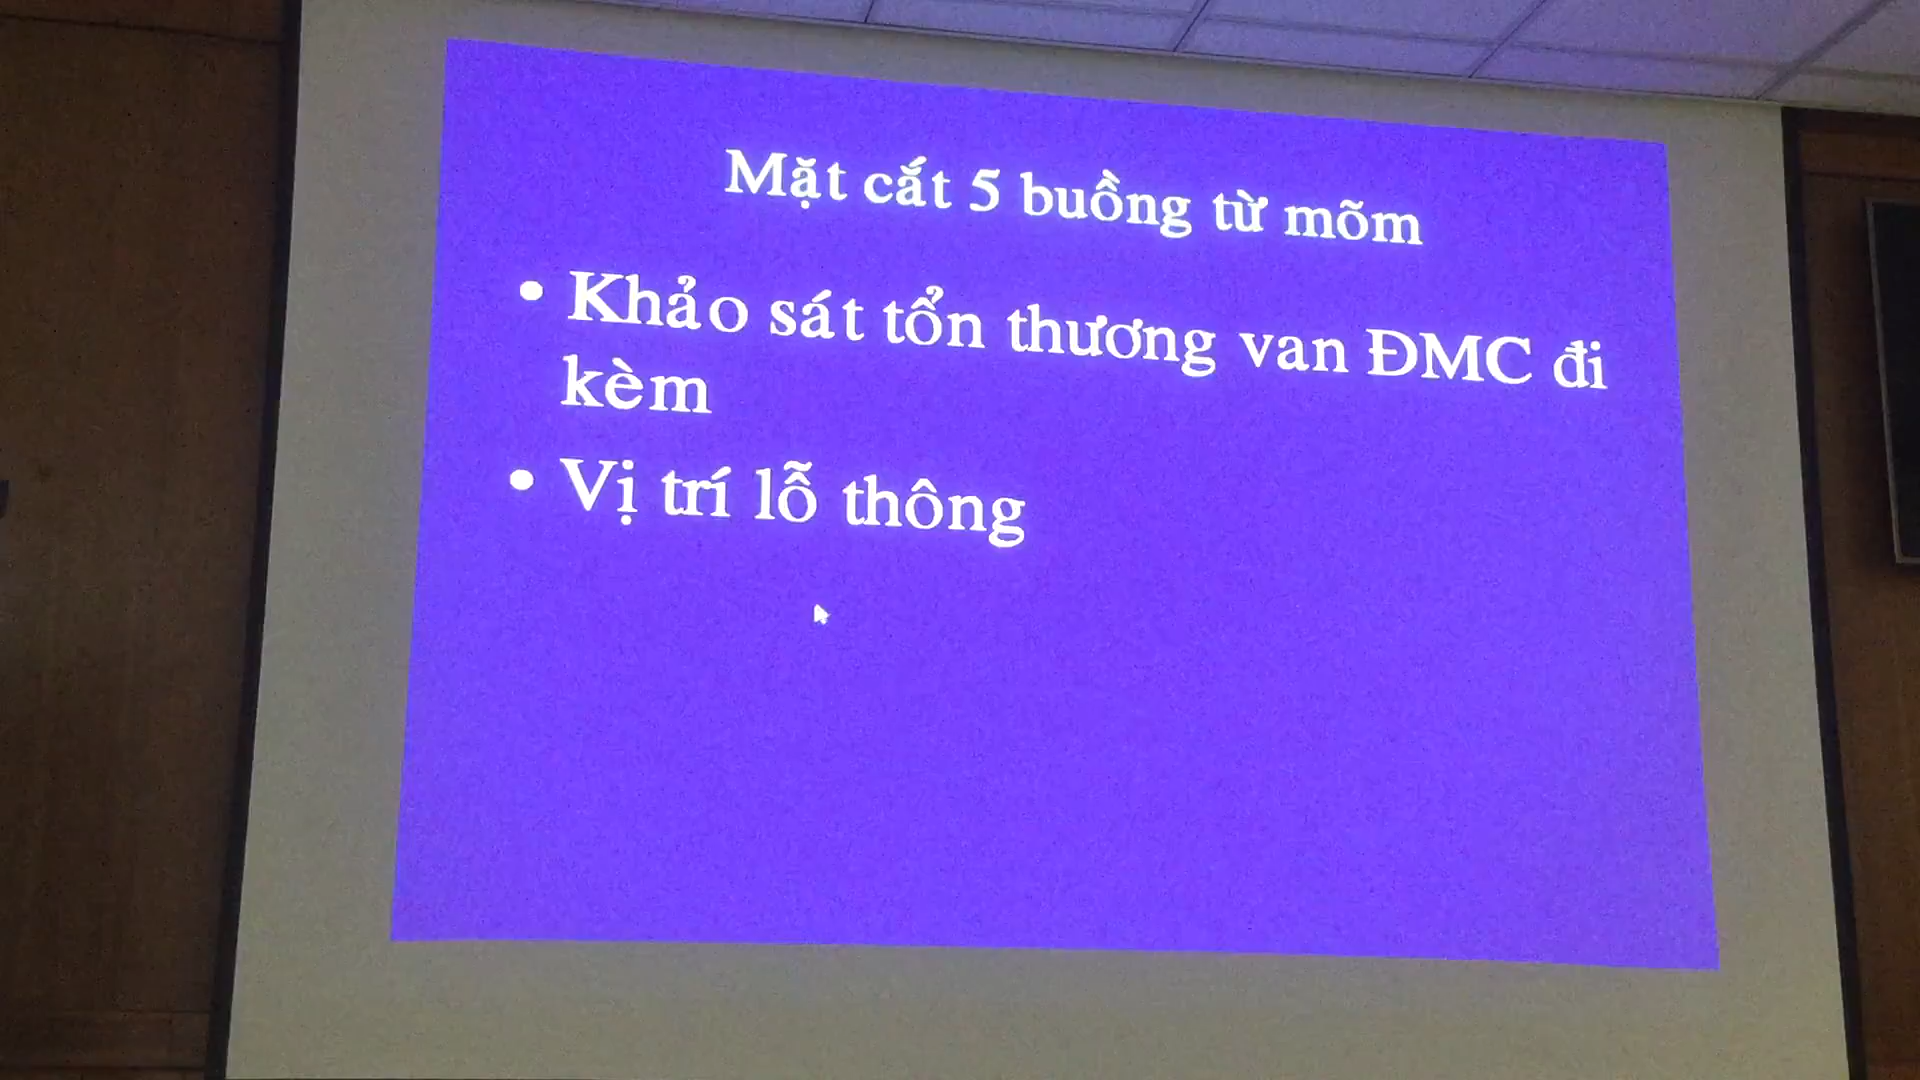 Mặt cắt 5 buồng từ mõm
• Khảo sát tổn thương van ĐMC đi
kèm
• Vị trí lỗ thông